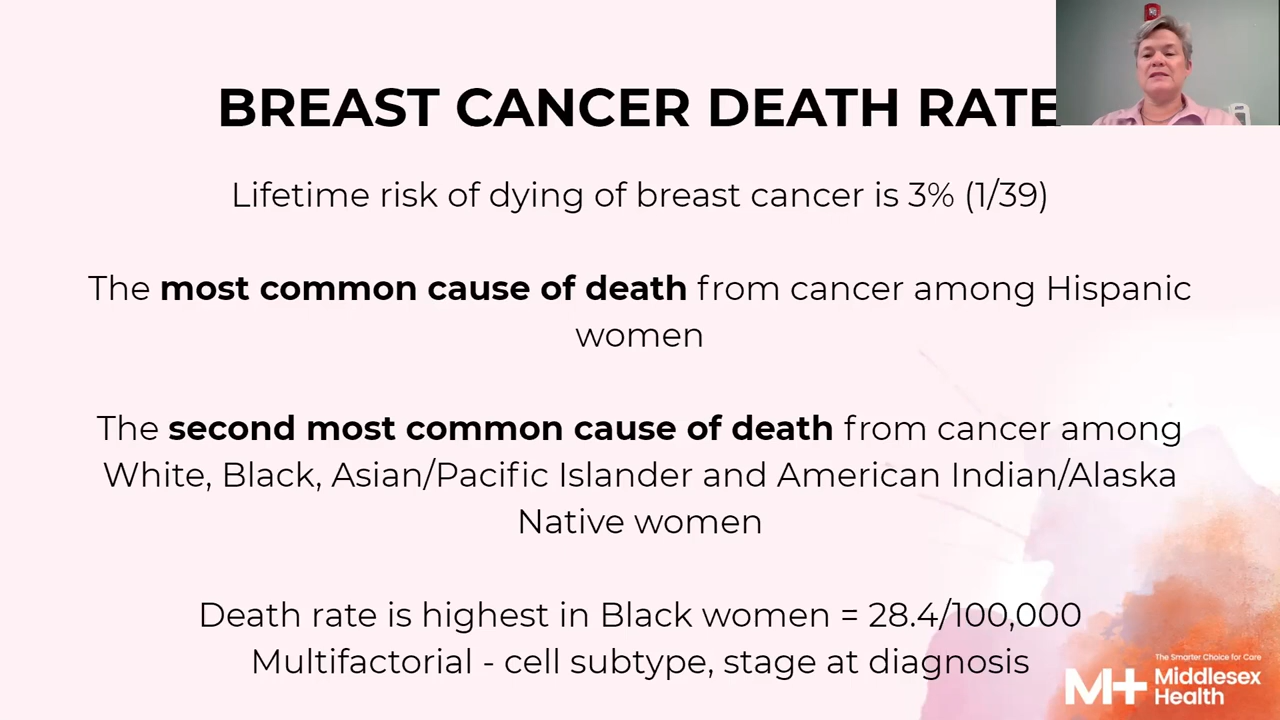 BREAST CANCER DEATH RATE
Lifetime risk of dying of breast cancer is 3% (1/39)
The most common cause of death from cancer among Hispanic
women
The second most common cause of death from cancer among
White, Black, Asian/Pacific Islander and American Indian/Alaska
Native women
Death rate is highest in Black women = 28.4/100,000
Multifactorial - cell subtype, stage at diagnosis
The Smarter Choice for Care
M+ Middlesex
Health